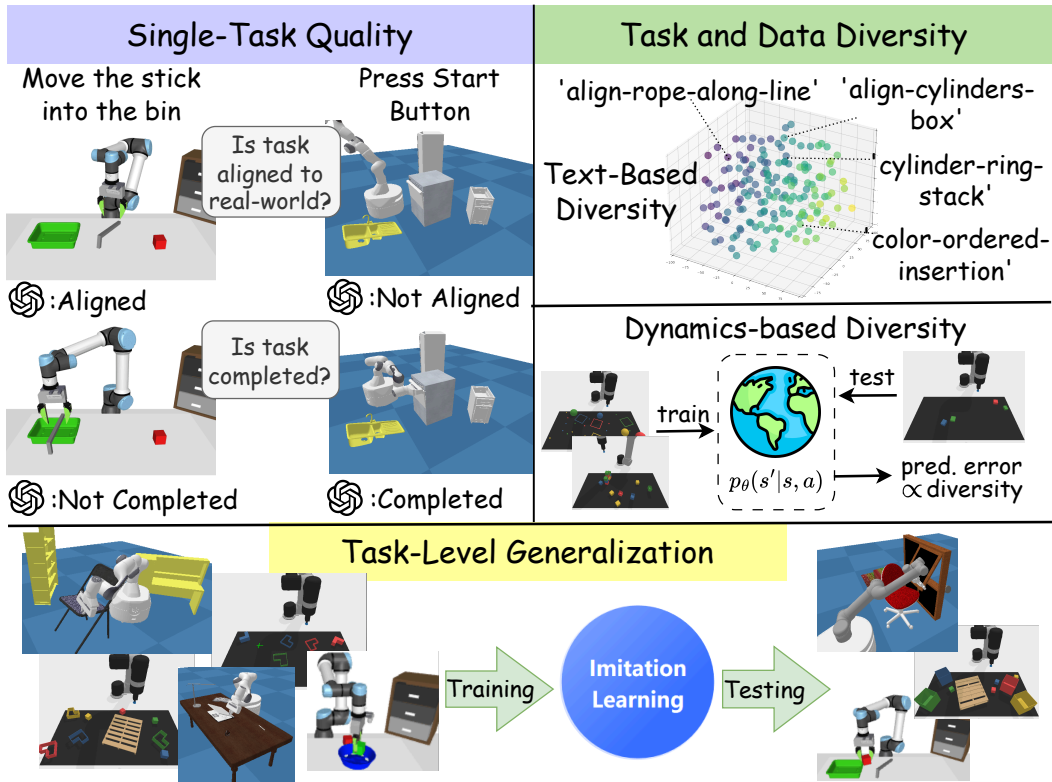 Single-Task Quality
Move the stick
into the bin
Press Start
Button
Is task
aligned to
real-world?
:Aligned
:Not Aligned
Is task
completed?
:Not Completed
:Completed
Task and Data Diversity
'align-rope-along-line'
'align-cylinders-
box'
Text-Based
Diversity
'cylinder-ring-
stack'
'color-ordered-
insertion'
Dynamics-based Diversity
train
test
pθ(s′|s, a)
pred. error
∝ diversity
Task-Level Generalization
Training
Imitation
Learning
Testing